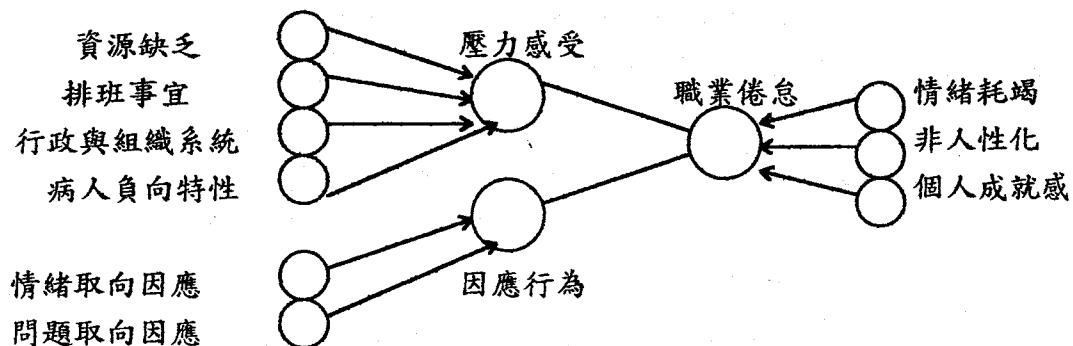 資源缺乏
排班事宜
行政與組織系統
病人負向特性
壓力感受
職業倦怠
情緒耗竭
非人性化
個人成就感
情緒取向因應
問題取向因應
因應行為